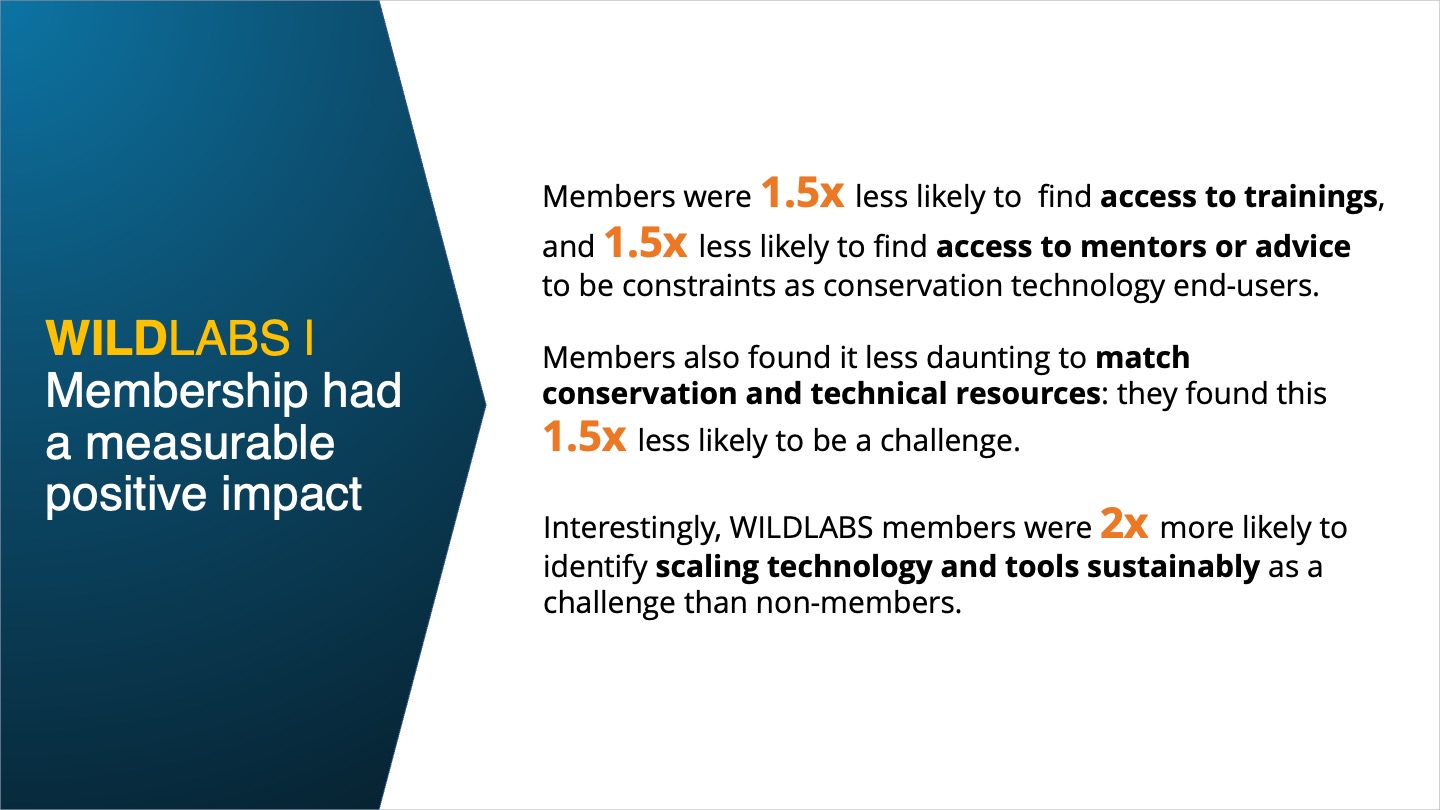 WILDLABS |
Membership had
a measurable
positive impact
Members were 1.5x less likely to  find access to trainings,
and 1.5x less likely to find access to mentors or advice
to be constraints as conservation technology end-users.
Members also found it less daunting to match
conservation and technical resources: they found this
1.5x less likely to be a challenge.
Interestingly, WILDLABS members were 2x more likely to
identify scaling technology and tools sustainably as a
challenge than non-members.